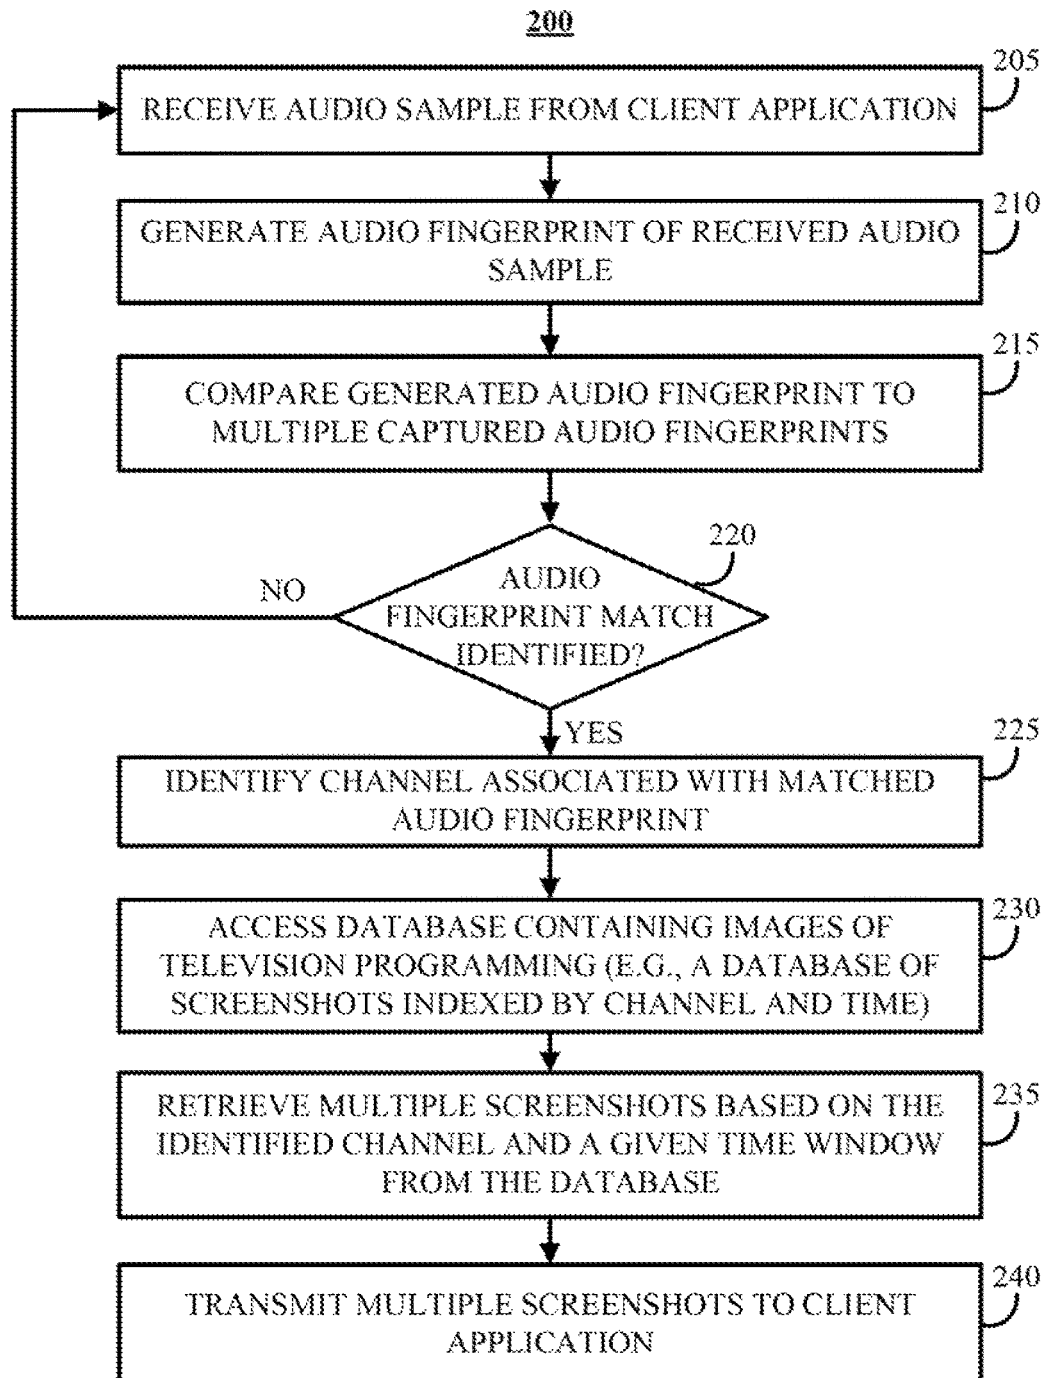 200
205
RECEIVE AUDIO SAMPLE FROM CLIENT APPLICATION
210
GENERATE AUDIO FINGERPRINT OF RECEIVED AUDIO
SAMPLE
215
COMPARE GENERATED AUDIO FINGERPRINT TO
MULTIPLE CAPTURED AUDIO FINGERPRINTS
220
NO
AUDIO
FINGERPRINT MATCH
IDENTIFIED?
YES
225
IDENTIFY CHANNEL ASSOCIATED WITH MATCHED
AUDIO FINGERPRINT
230
ACCESS DATABASE CONTAINING IMAGES OF
TELEVISION PROGRAMMING (E.G., A DATABASE OF
SCREENSHOTS INDEXED BY CHANNEL AND TIME)
235
RETRIEVE MULTIPLE SCREENSHOTS BASED ON THE
IDENTIFIED CHANNEL AND A GIVEN TIME WINDOW
FROM THE DATABASE
240
TRANSMIT MULTIPLE SCREENSHOTS TO CLIENT
APPLICATION